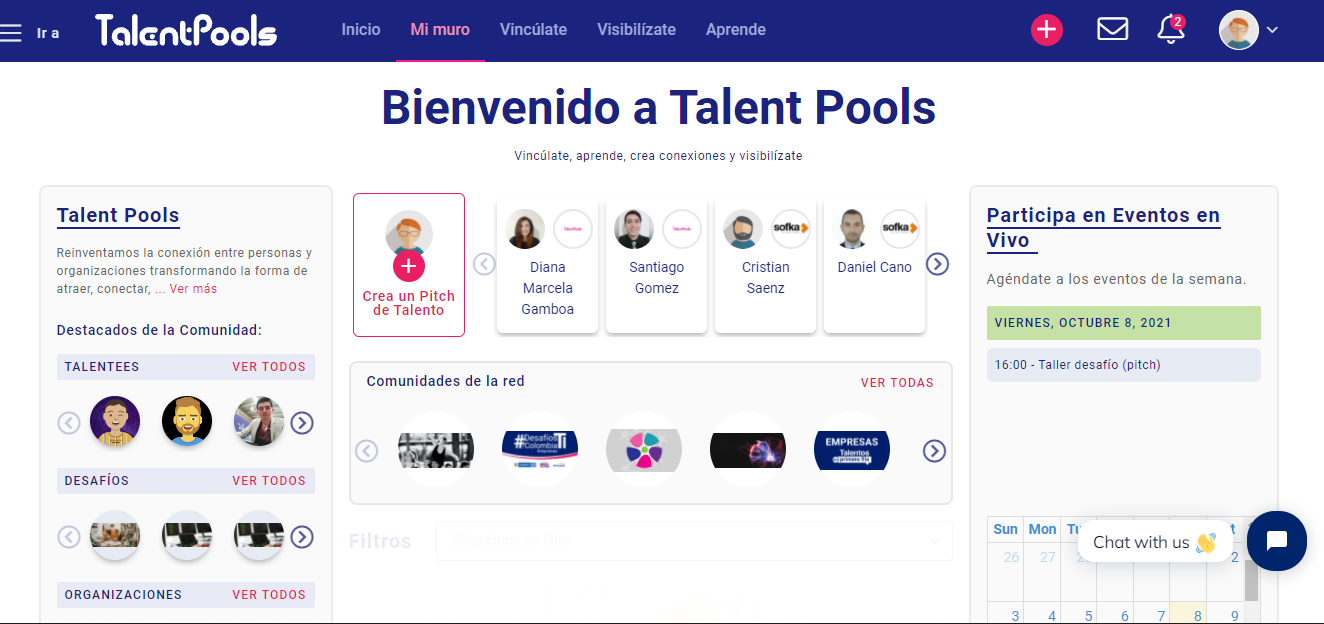 Ir a
TalentPools
Inicio
Mi muro
Vincúlate
Visibilízate
Aprende
2
Bienvenido a Talent Pools
Vincúlate, aprende, crea conexiones y visibilízate
Talent Pools
Reinventamos la conexión entre personas y
organizaciones transformando la forma de
atraer, conectar, ... Ver más
Destacados de la Comunidad:
TALENTEES
VER TODOS
DESAFÍOS
VER TODOS
ORGANIZACIONES
VER TODOS
Crea un Pitch
de Talento
TalentPools
Diana
Marcela
Gamboa
TalentPools
Santiago
Gomez
sofka
Cristian
Saenz
sofka
Daniel Cano
Comunidades de la red
VER TODAS
#Desafíos TI
Colombia
EMPRESAS
Talentos
Filtros
Seleccione un filtro
Participa en Eventos en
Vivo
Agéndate a los eventos de la semana.
VIERNES, OCTUBRE 8, 2021
16:00 - Taller desafío (pitch)
Sun Mon
26 27 2
3 4 5 6 7 8 9
Chat with us 👋